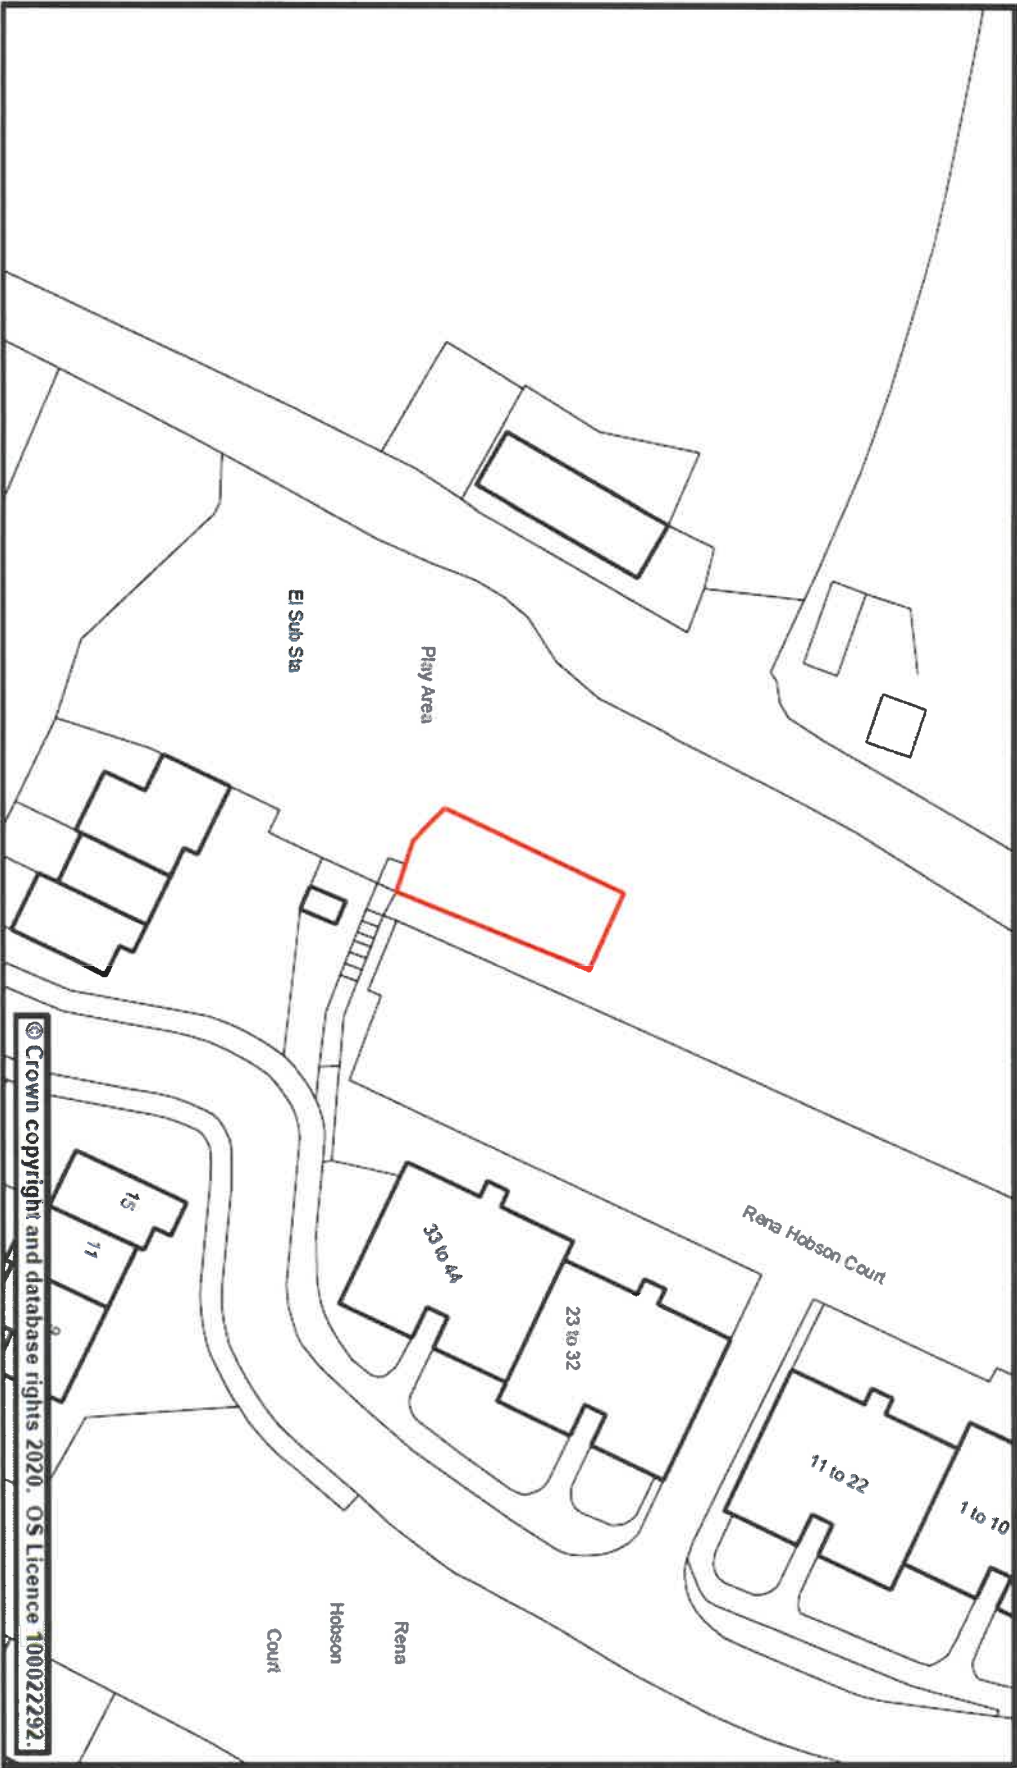 El Sub Sta
Play Area
Rena Hobson Court
33 to 44
23 to 32
11 to 22
1 to 10
15
11
9
Rena
Hobson
Court
© Crown copyright and database rights 2020. OS Licence 100022292.